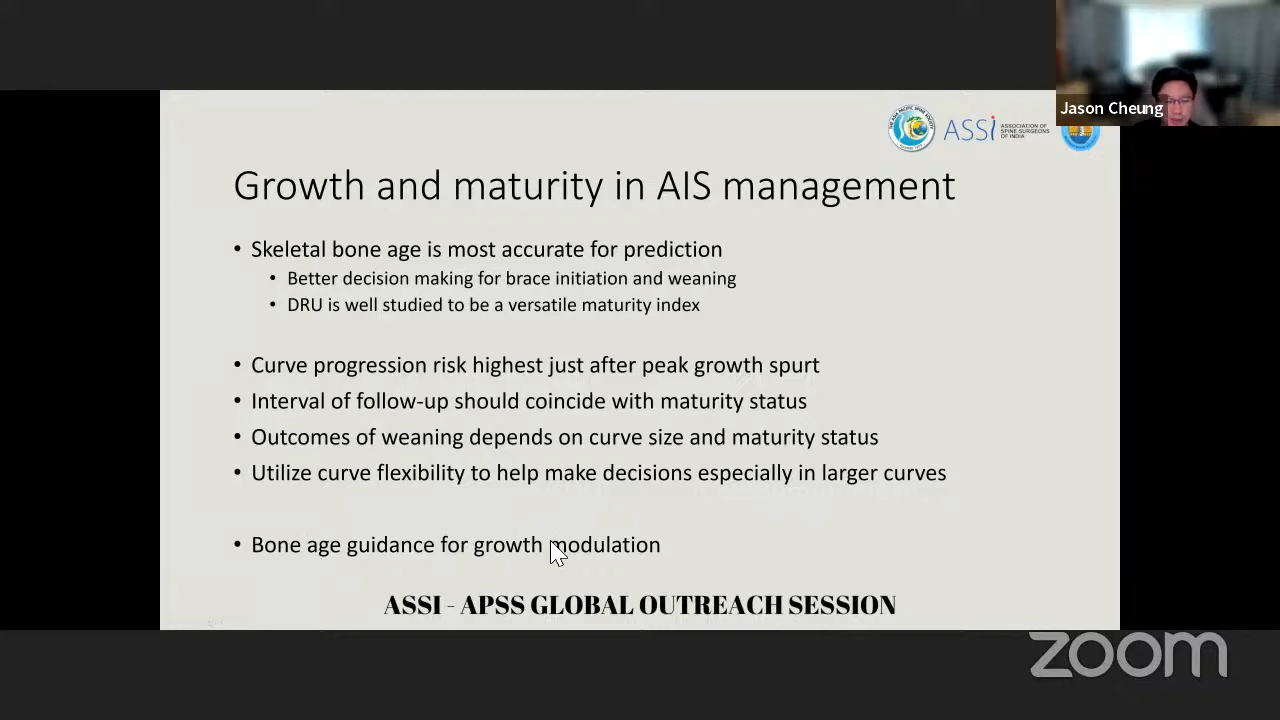 Jason Cheung
ASSi ASSOCIATION OF
SPINE SURGEONS
OF INDIA
Growth and maturity in AIS management
• Skeletal bone age is most accurate for prediction
• Better decision making for brace initiation and weaning
• DRU is well studied to be a versatile maturity index
• Curve progression risk highest just after peak growth spurt
• Interval of follow-up should coincide with maturity status
• Outcomes of weaning depends on curve size and maturity status
• Utilize curve flexibility to help make decisions especially in larger curves
• Bone age guidance for growth modulation
ASSI - APSS GLOBAL OUTREACH SESSION
zoom